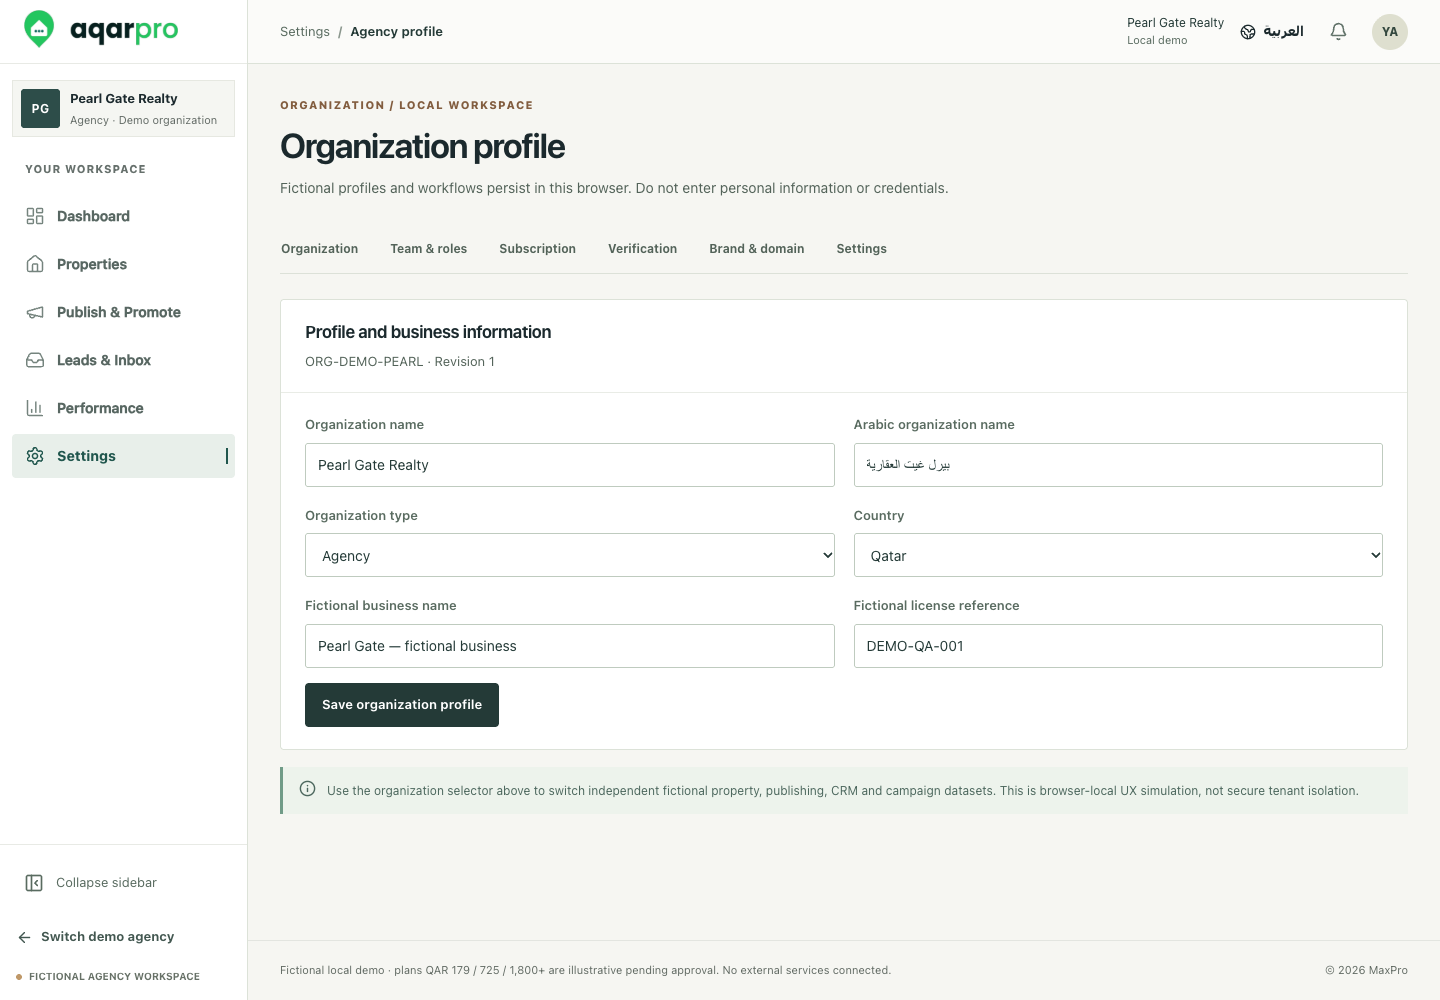 aqarpro
Settings / Agency profile
Pearl Gate Realty
Local demo
العربية
YA
PG
Pearl Gate Realty
Agency · Demo organization
YOUR WORKSPACE
Dashboard
Properties
Publish & Promote
Leads & Inbox
Performance
Settings
Collapse sidebar
Switch demo agency
FICTIONAL AGENCY WORKSPACE
ORGANIZATION / LOCAL WORKSPACE
Organization profile
Fictional profiles and workflows persist in this browser. Do not enter personal information or credentials.
Organization Team & roles Subscription Verification Brand & domain Settings
Profile and business information
ORG-DEMO-PEARL · Revision 1
Organization name
Pearl Gate Realty
Arabic organization name
بيرل غيت العقارية
Organization type
Agency
Country
Qatar
Fictional business name
Pearl Gate — fictional business
Fictional license reference
DEMO-QA-001
Save organization profile
Use the organization selector above to switch independent fictional property, publishing, CRM and campaign datasets. This is browser-local UX simulation, not secure tenant isolation.
Fictional local demo · plans QAR 179 / 725 / 1,800+ are illustrative pending approval. No external services connected.
© 2026 MaxPro